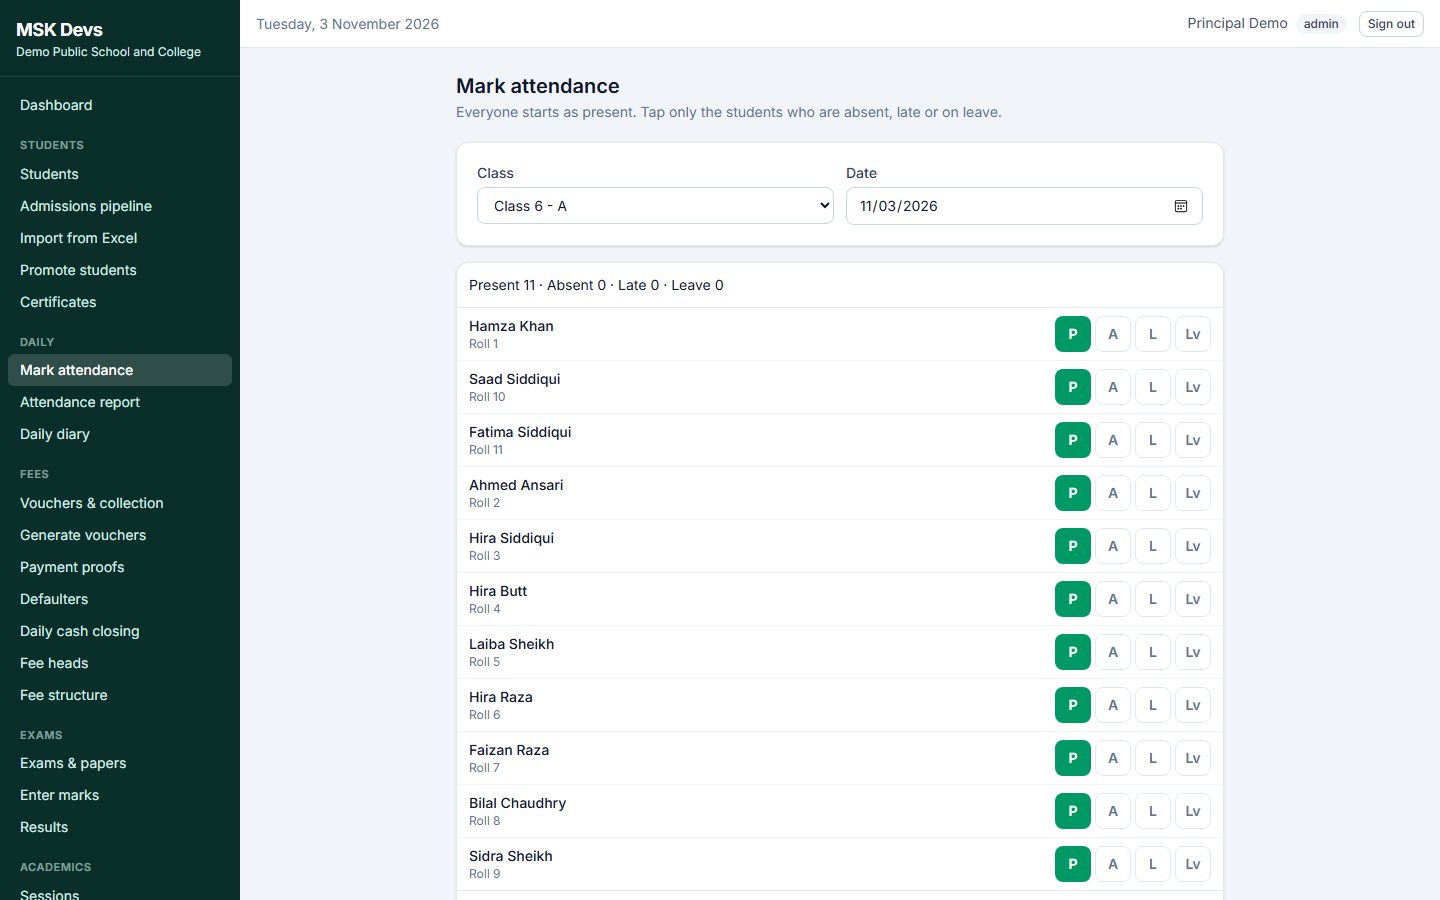 MSK Devs
Demo Public School and College
Dashboard
STUDENTS
Students
Admissions pipeline
Import from Excel
Promote students
Certificates
DAILY
Mark attendance
Attendance report
Daily diary
FEES
Vouchers & collection
Generate vouchers
Payment proofs
Defaulters
Daily cash closing
Fee heads
Fee structure
EXAMS
Exams & papers
Enter marks
Results
ACADEMICS
Sessions
Tuesday, 3 November 2026
Principal Demo admin Sign out
Mark attendance
Everyone starts as present. Tap only the students who are absent, late or on leave.
Class Date
Class 6 - A 11/03/2026
Present 11 · Absent 0 · Late 0 · Leave 0
Hamza Khan
Roll 1
P A L Lv
Saad Siddiqui
Roll 10
P A L Lv
Fatima Siddiqui
Roll 11
P A L Lv
Ahmed Ansari
Roll 2
P A L Lv
Hira Siddiqui
Roll 3
P A L Lv
Hira Butt
Roll 4
P A L Lv
Laiba Sheikh
Roll 5
P A L Lv
Hira Raza
Roll 6
P A L Lv
Faizan Raza
Roll 7
P A L Lv
Bilal Chaudhry
Roll 8
P A L Lv
Sidra Sheikh
Roll 9
P A L Lv